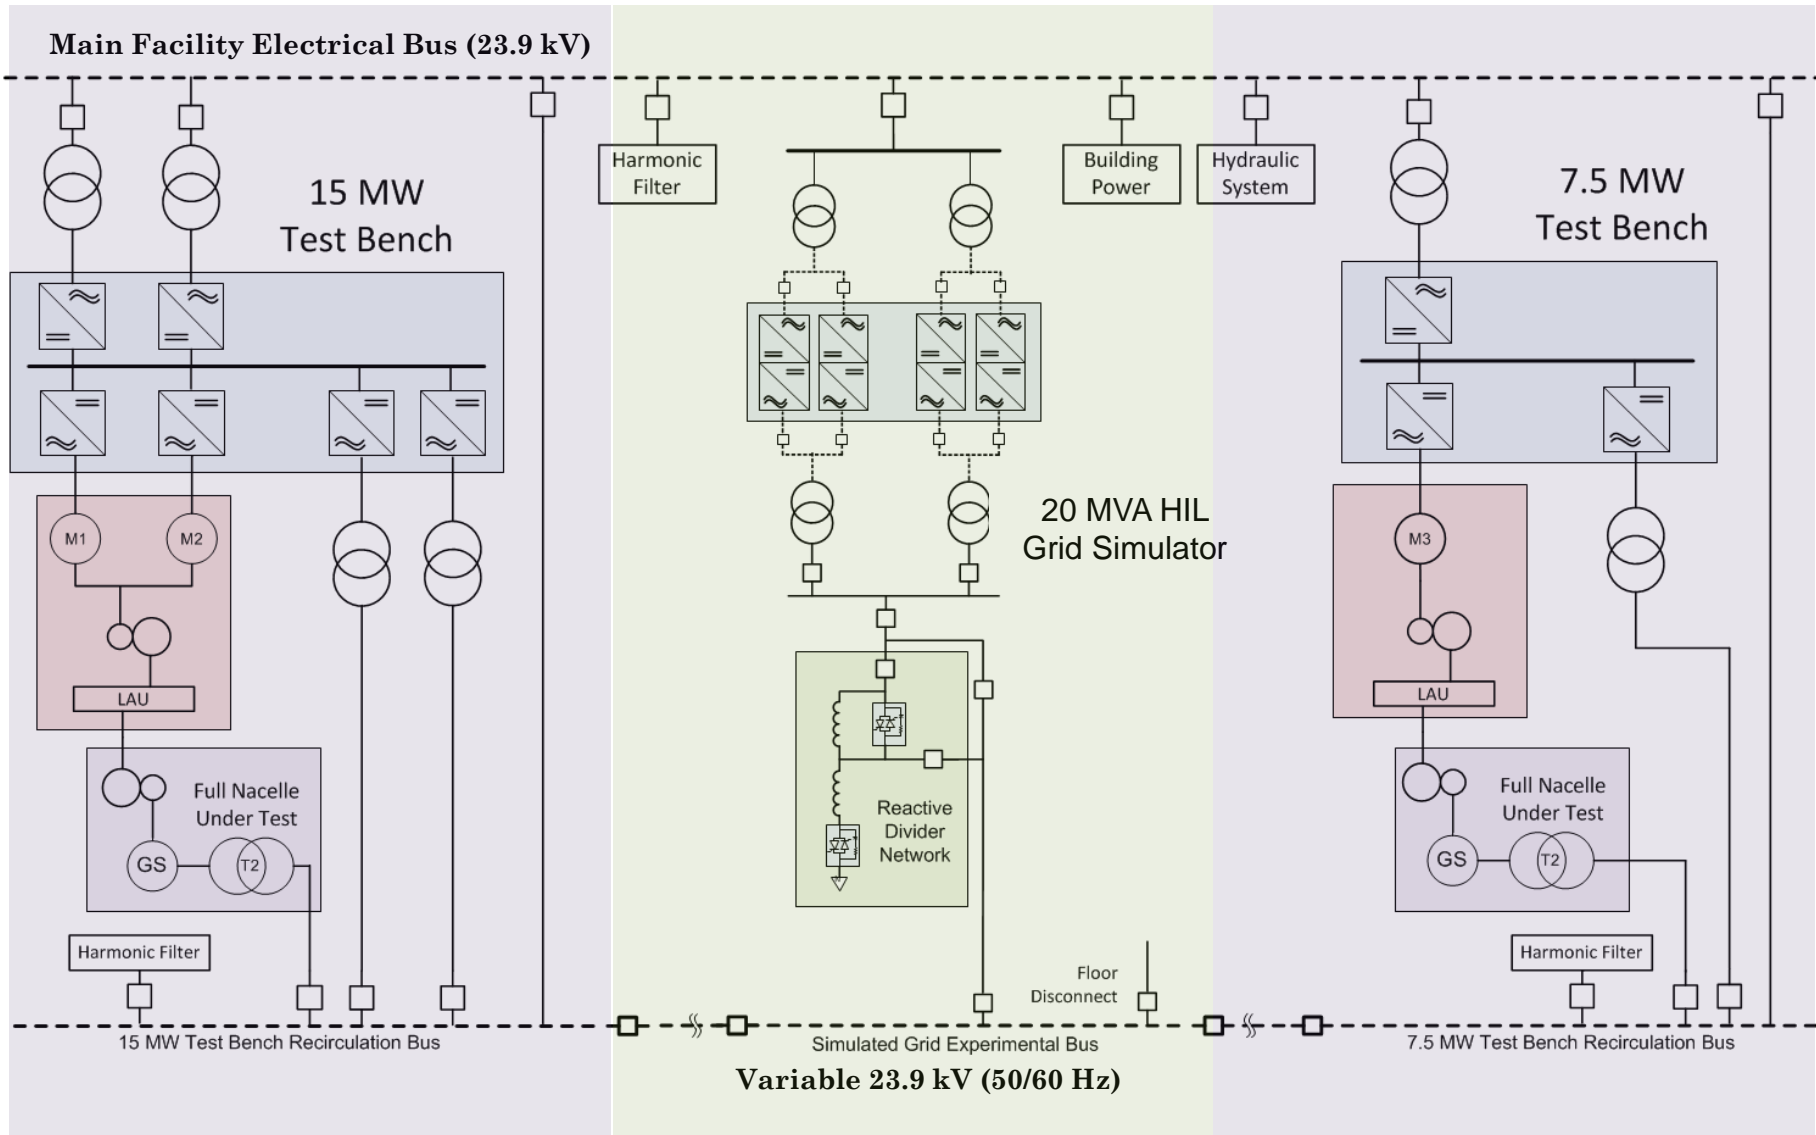 Main Facility Electrical Bus (23.9 kV)
15 MW
Test Bench
Harmonic
Filter
Building
Power
Hydraulic
System
7.5 MW
Test Bench
20 MVA HIL
Grid Simulator
M1
M2
LAU
Full Nacelle
Under Test
GS
T2
Harmonic Filter
Reactive
Divider
Network
Floor
Disconnect
M3
LAU
Full Nacelle
Under Test
GS
T2
Harmonic Filter
15 MW Test Bench Recirculation Bus
Simulated Grid Experimental Bus
7.5 MW Test Bench Recirculation Bus
Variable 23.9 kV (50/60 Hz)